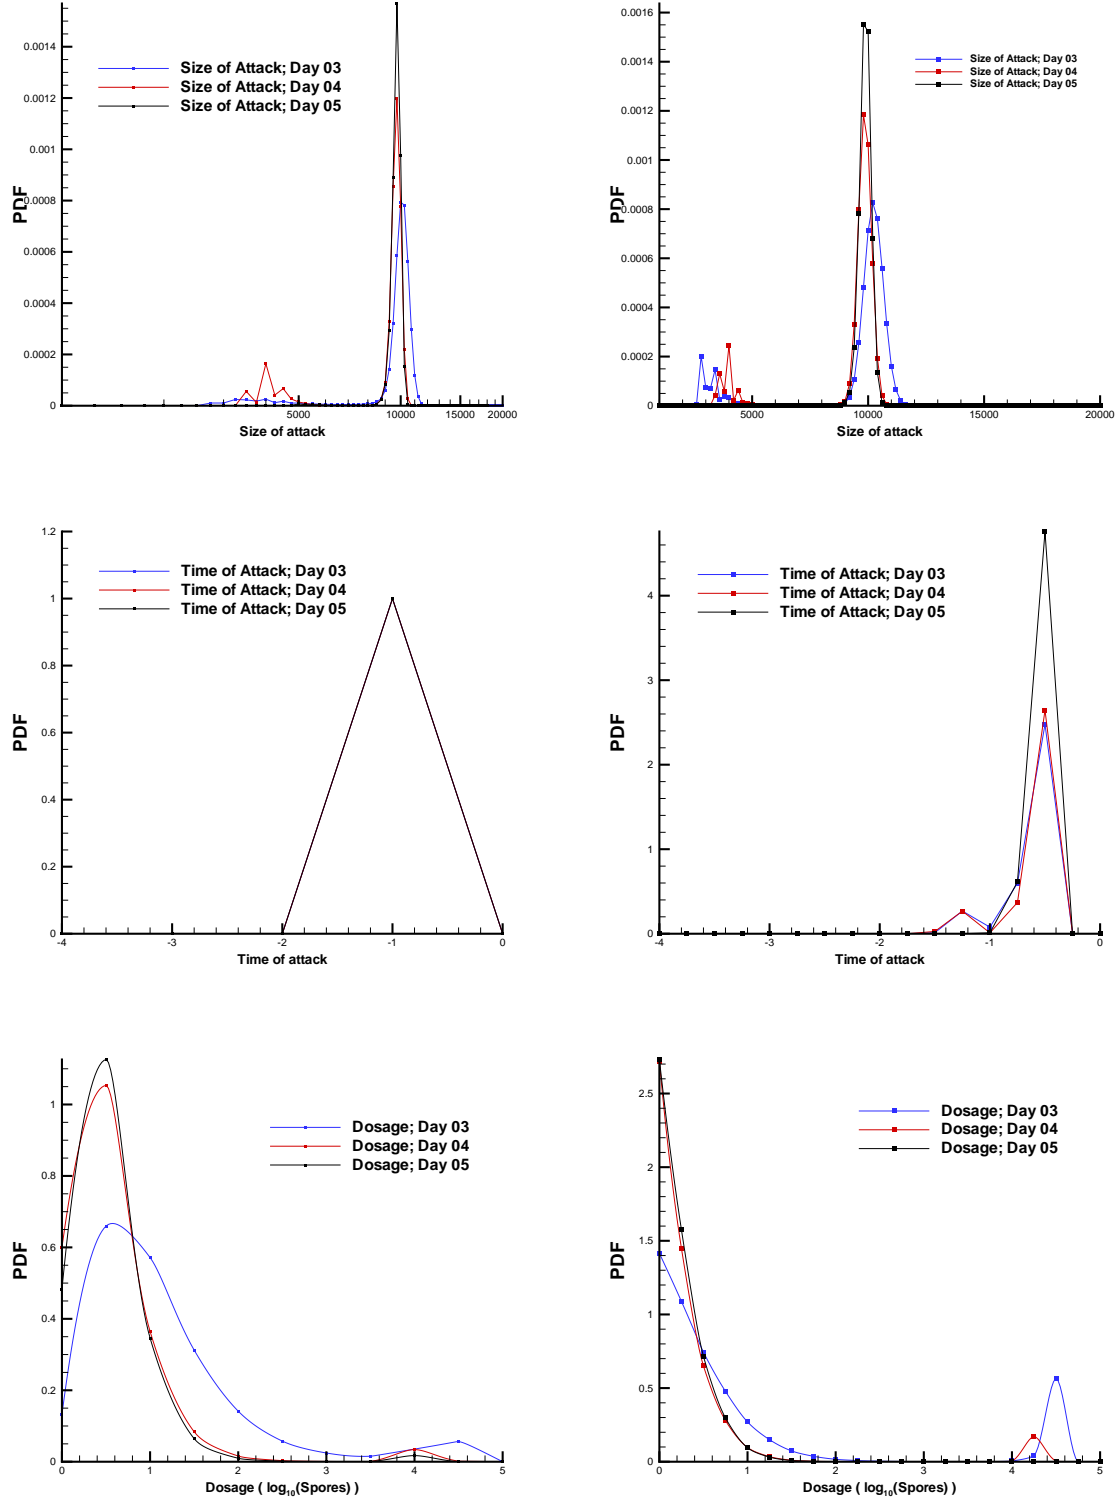 PDF
0.0014
0.0012
0.001
0.0008
0.0006
0.0004
0.0002
0
Size of Attack; Day 03
Size of Attack; Day 04
Size of Attack; Day 05
5000 10000 15000 20000
Size of attack
PDF
0.0016
0.0014
0.0012
0.001
0.0008
0.0006
0.0004
0.0002
0
Size of Attack; Day 03
Size of Attack; Day 04
Size of Attack; Day 05
5000 10000 15000 20000
Size of attack
PDF
1.2
1
0.8
0.6
0.4
0.2
0
Time of Attack; Day 03
Time of Attack; Day 04
Time of Attack; Day 05
-4 -3 -2 -1 0
Time of attack
PDF
4
3
2
1
0
Time of Attack; Day 03
Time of Attack; Day 04
Time of Attack; Day 05
-4 -3 -2 -1 0
Time of attack
PDF
1
0.8
0.6
0.4
0.2
0
Dosage; Day 03
Dosage; Day 04
Dosage; Day 05
0 1 2 3 4 5
Dosage ( log10(Spores) )
PDF
2.5
2
1.5
1
0.5
0
Dosage; Day 03
Dosage; Day 04
Dosage; Day 05
0 1 2 3 4 5
Dosage ( log10(Spores) )